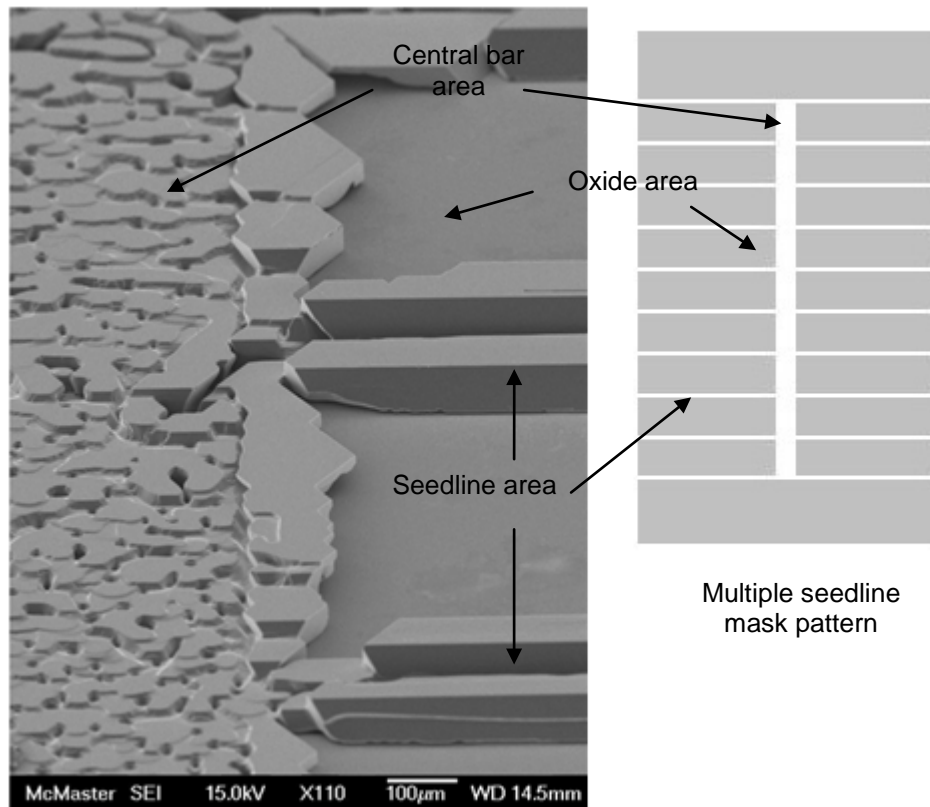 Central bar
area
Oxide area
Seedline area
Multiple seedline
mask pattern
McMaster SEI 15.0kV X110 100μm WD 14.5mm